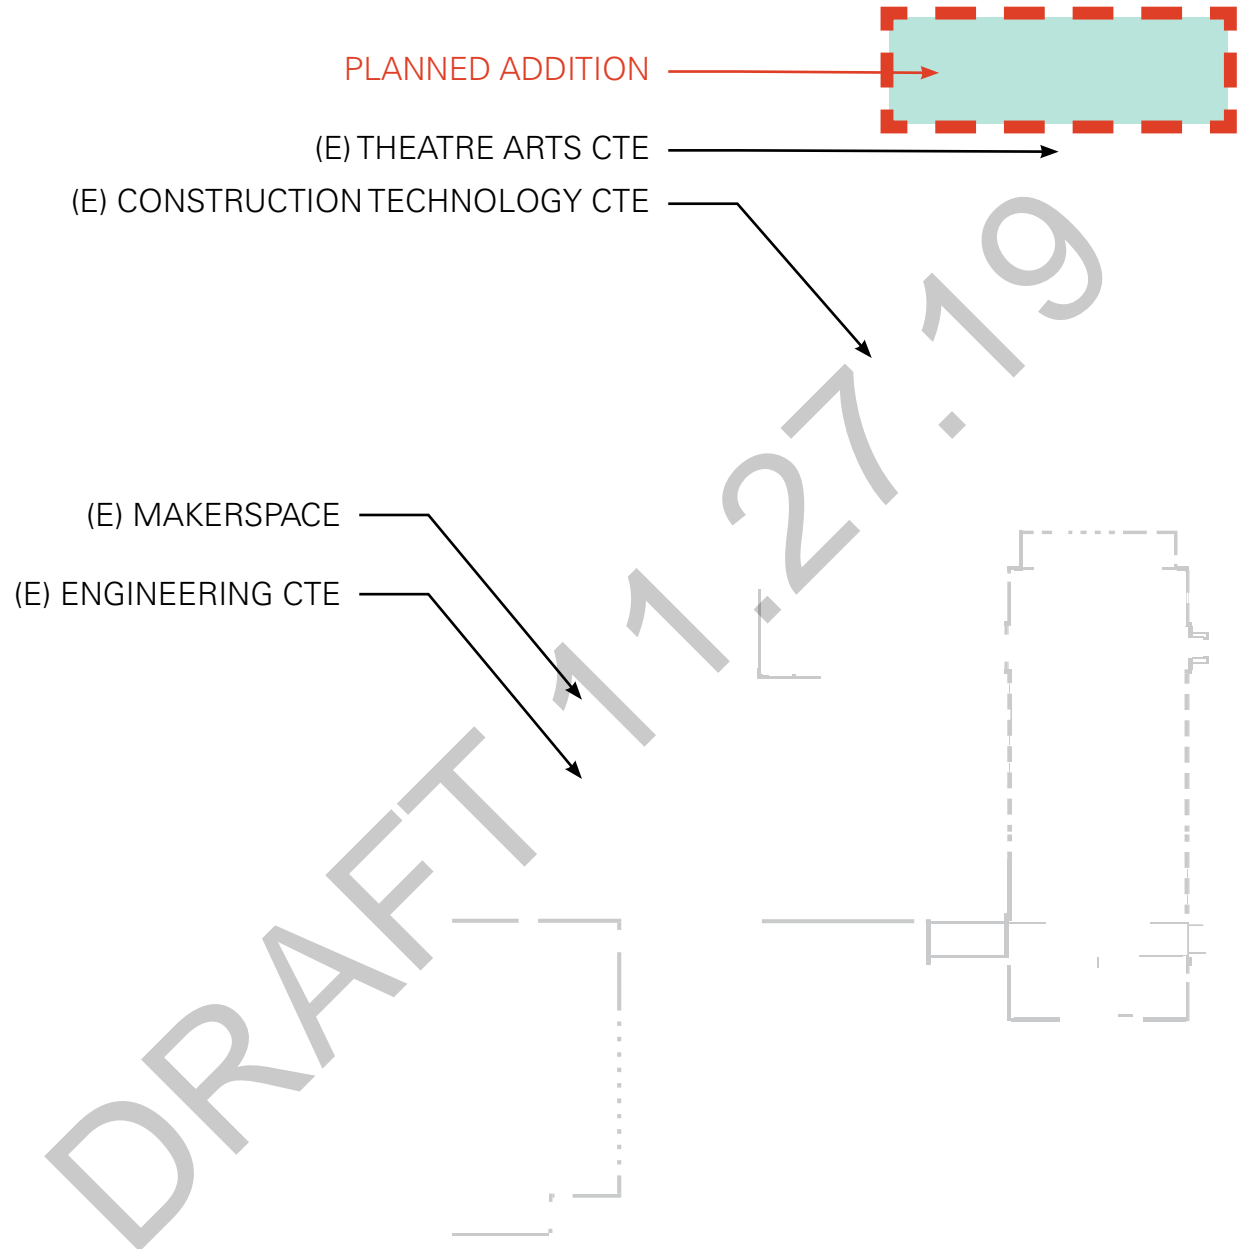 PLANNED ADDITION
(E) THEATRE ARTS CTE
(E) CONSTRUCTION TECHNOLOGY CTE
(E) MAKERSPACE
(E) ENGINEERING CTE
DRAFT 11.27.19